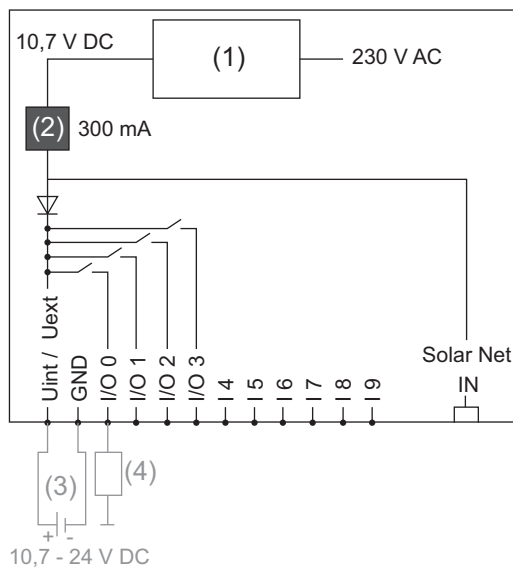 10,7 V DC
(1)
230 V AC
(2)
300 mA
Uint / Uext
GND
I/O 0
I/O 1
I/O 2
I/O 3
I 4
I 5
I 6
I 7
I 8
I 9
Solar Net
IN
(3)
(4)
+ -
10,7 - 24 V DC